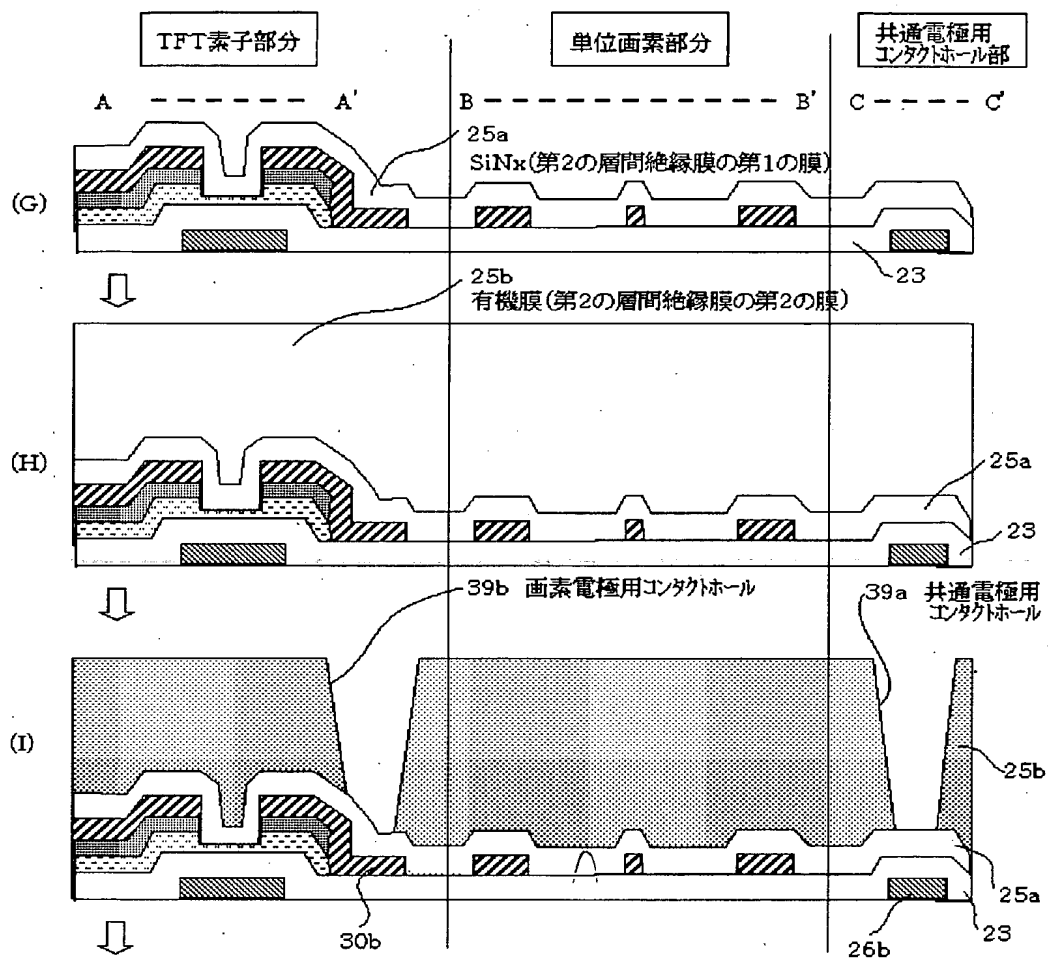 TFT素子部分
単位画素部分
共通電極用
コンタクトホール部
A A' B B' C C'
25a
SiNx(第2の層間絶縁膜の第1の膜)
(G)
23
25b
有機膜(第2の層間絶縁膜の第2の膜)
(H)
25a
23
39b 画素電極用コンタクトホール
39a 共通電極用
コンタクトホール
(I)
25b
25a
30b
26b
23